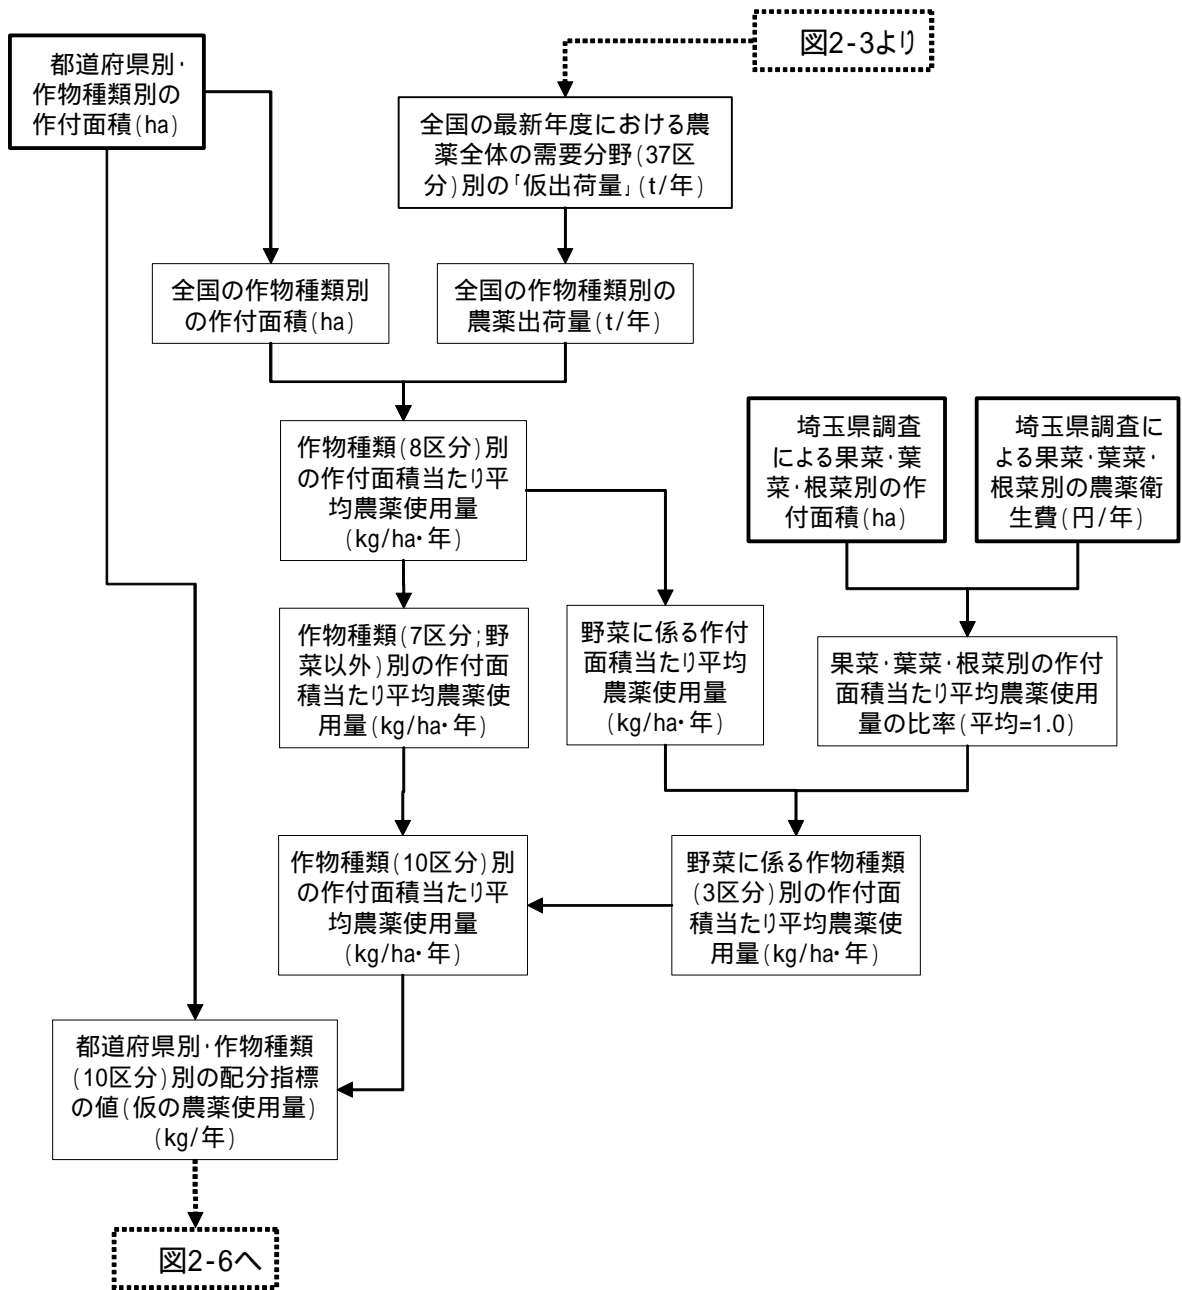 図2-3より
都道府県別・
作物種類別の
作付面積(ha)
全国の最新年度における農
薬全体の需要分野(37区
分)別の「仮出荷量」(t/年)
全国の作物種類別
の作付面積(ha)
全国の作物種類別の
農薬出荷量(t/年)
作物種類(8区分)別
の作付面積当たり平
均農薬使用量
(kg/ha・年)
埼玉県調査
による果菜・葉
菜・根菜別の作
付面積(ha)
埼玉県調査に
よる果菜・葉菜・
根菜別の農薬衛
生費(円/年)
作物種類(7区分;野
菜以外)別の作付面
積当たり平均農薬使
用量(kg/ha・年)
野菜に係る作付
面積当たり平均
農薬使用量
(kg/ha・年)
果菜・葉菜・根菜別の作付
面積当たり平均農薬使用
量の比率(平均=1.0)
作物種類(10区分)別
の作付面積当たり平
均農薬使用量
(kg/ha・年)
野菜に係る作物種類
(3区分)別の作付面
積当たり平均農薬使
用量(kg/ha・年)
都道府県別・作物種類
(10区分)別の配分指標
の値(仮の農薬使用量)
(kg/年)
図2-6へ